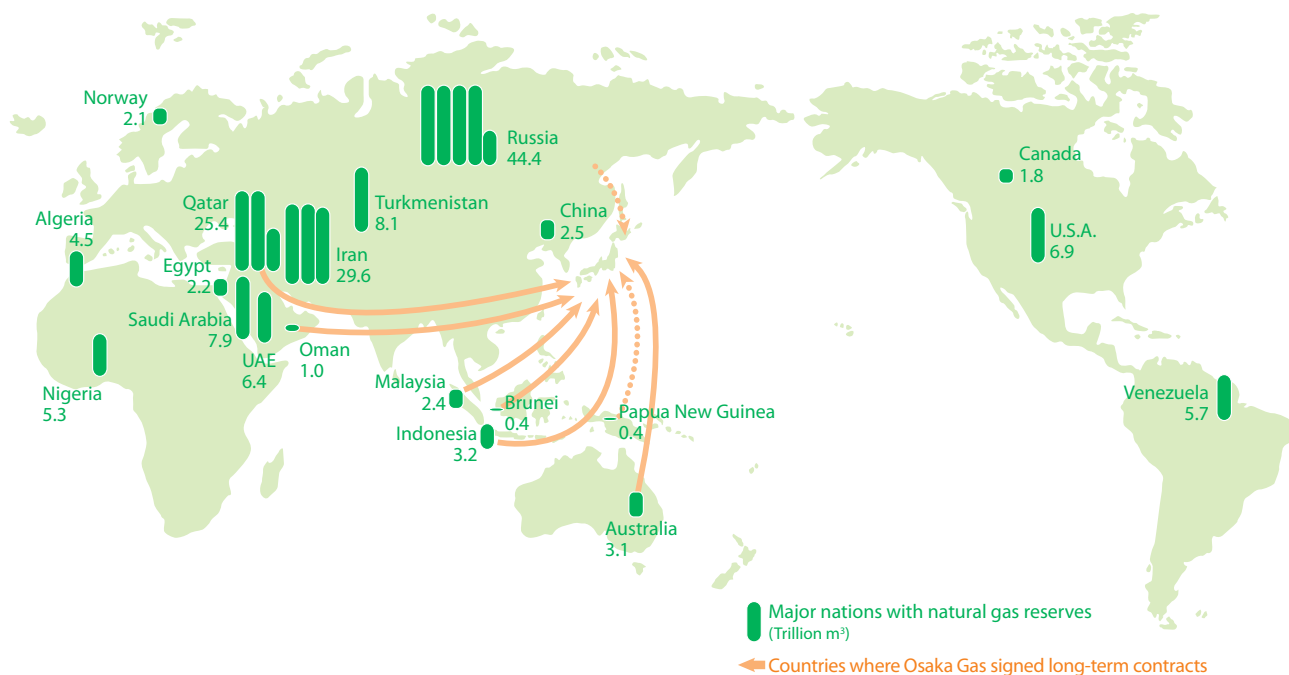 Norway
2.1
Russia
44.4
Canada
1.8
Algeria
4.5
Qatar
25.4
Turkmenistan
8.1
China
2.5
U.S.A.
6.9
Iran
29.6
Egypt
2.2
Saudi Arabia
7.9
UAE
6.4
Oman
1.0
Nigeria
5.3
Malaysia
2.4
Brunei
0.4
Papua New Guinea
0.4
Venezuela
5.7
Indonesia
3.2
Australia
3.1
Major nations with natural gas reserves
(Trillion m³)
Countries where Osaka Gas signed long-term contracts